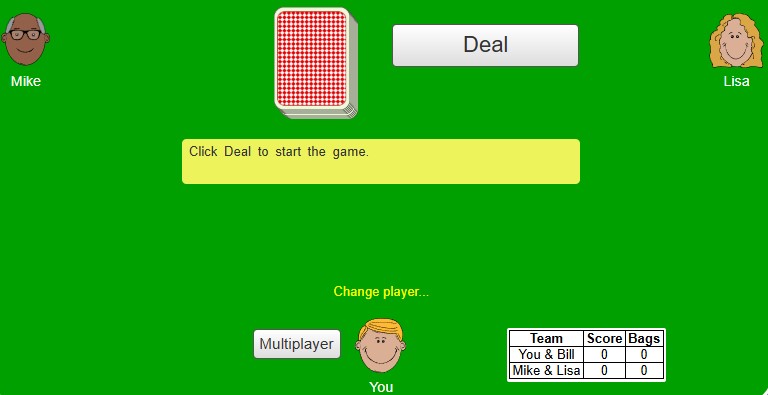 Deal
Mike
Lisa
Click Deal to start the game.
Change player...
Multiplayer
You
Team Score Bags
You & Bill 0 0
Mike & Lisa 0 0